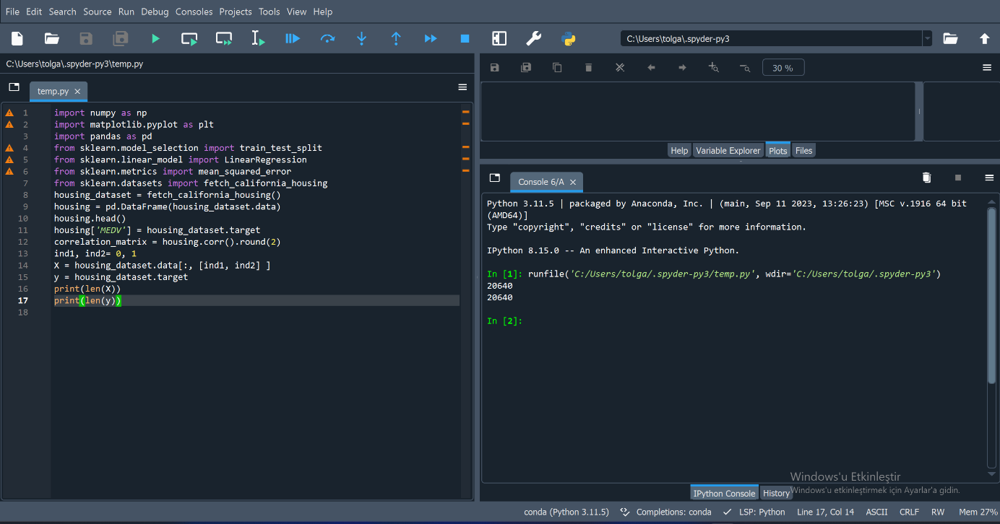 File Edit Search Source Run Debug Consoles Projects Tools View Help
C:\Users\tolga\.spyder-py3
C:\Users\tolga\.spyder-py3\temp.py
30 %
temp.py
1 import numpy as np
2 import matplotlib.pyplot as plt
3 import pandas as pd
4 from sklearn.model_selection import train_test_split
5 from sklearn.linear_model import LinearRegression
6 from sklearn.metrics import mean_squared_error
7 from sklearn.datasets import fetch_california_housing
8 housing_dataset = fetch_california_housing()
9 housing = pd.DataFrame(housing_dataset.data)
10 housing.head()
11 housing['MEDV'] = housing_dataset.target
12 correlation_matrix = housing.corr().round(2)
13 ind1, ind2= 0, 1
14 X = housing_dataset.data[:, [ind1, ind2] ]
15 y = housing_dataset.target
16 print(len(X))
17 print(len(y))
18
Help Variable Explorer Plots Files
Console 6/A
Python 3.11.5 | packaged by Anaconda, Inc. | (main, Sep 11 2023, 13:26:23) [MSC v.1916 64 bit
(AMD64)]
Type "copyright", "credits" or "license" for more information.
IPython 8.15.0 -- An enhanced Interactive Python.
In [1]: runfile('C:/Users/tolga/.spyder-py3/temp.py', wdir='C:/Users/tolga/.spyder-py3')
20640
20640
In [2]:
Windows'u Etkinleştir
Windows'u etkinleştirmek için Ayarlar'a gidin.
IPython Console History
conda (Python 3.11.5) Completions: conda LSP: Python Line 17, Col 14 ASCII CRLF RW Mem 27%